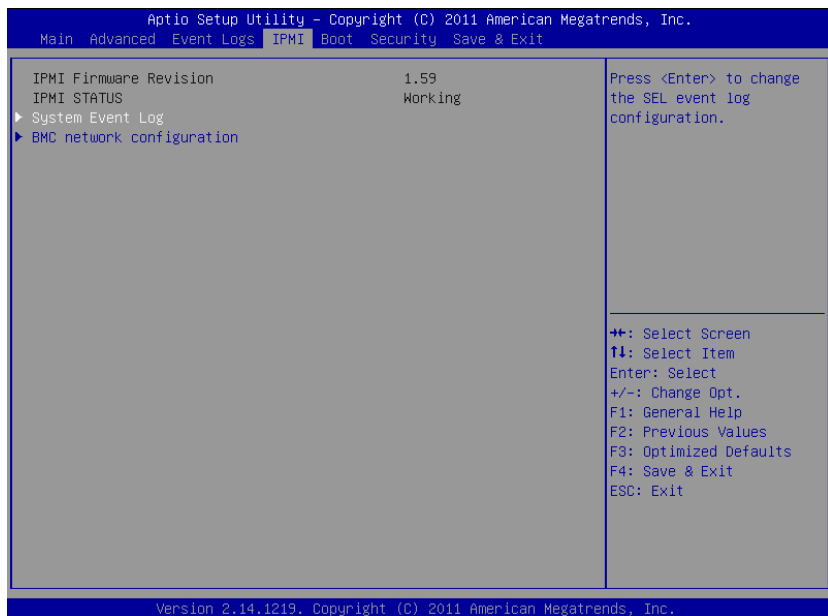 Aptio Setup Utility – Copyright (C) 2011 American Megatrends, Inc.
Main Advanced Event Logs IPMI Boot Security Save & Exit
IPMI Firmware Revision 1.59
IPMI STATUS Working
► System Event Log
► BMC network configuration
Press <Enter> to change
the SEL event log
configuration.
→←: Select Screen
↑↓: Select Item
Enter: Select
+/-: Change Opt.
F1: General Help
F2: Previous Values
F3: Optimized Defaults
F4: Save & Exit
ESC: Exit
Version 2.14.1219. Copyright (C) 2011 American Megatrends, Inc.